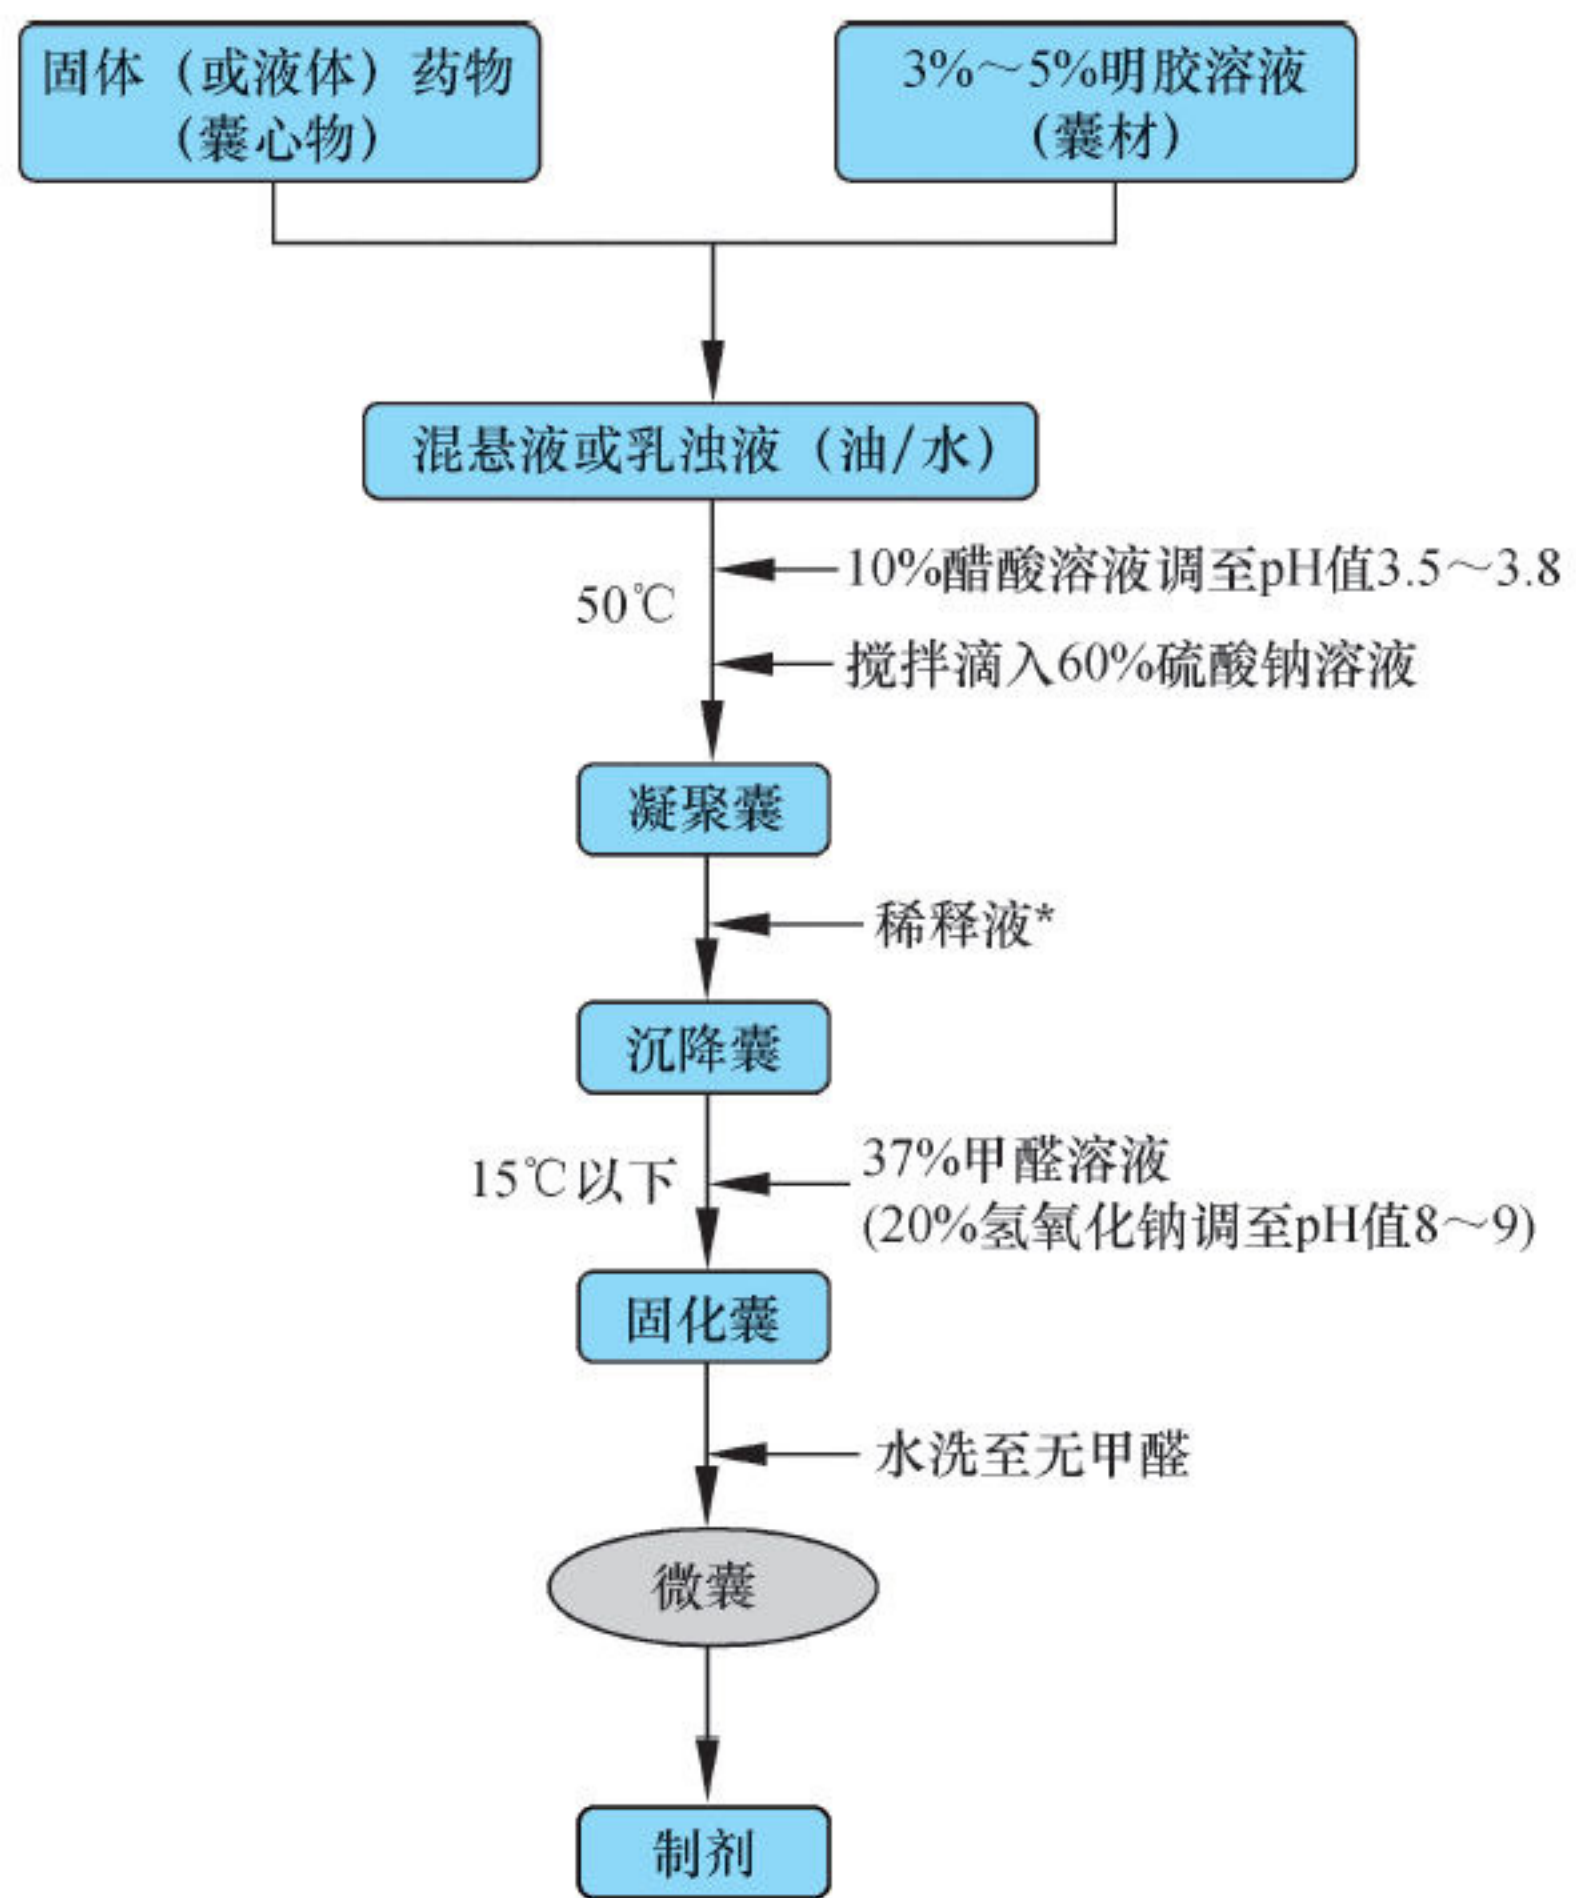 固体（或液体）药物
（囊心物）
3%～5%明胶溶液
（囊材）
混悬液或乳浊液（油/水）
10%醋酸溶液调至pH值3.5～3.8
50℃
搅拌滴入60%硫酸钠溶液
凝聚囊
稀释液*
沉降囊
15℃以下
37%甲醛溶液
(20%氢氧化钠调至pH值8～9)
固化囊
水洗至无甲醛
微囊
制剂